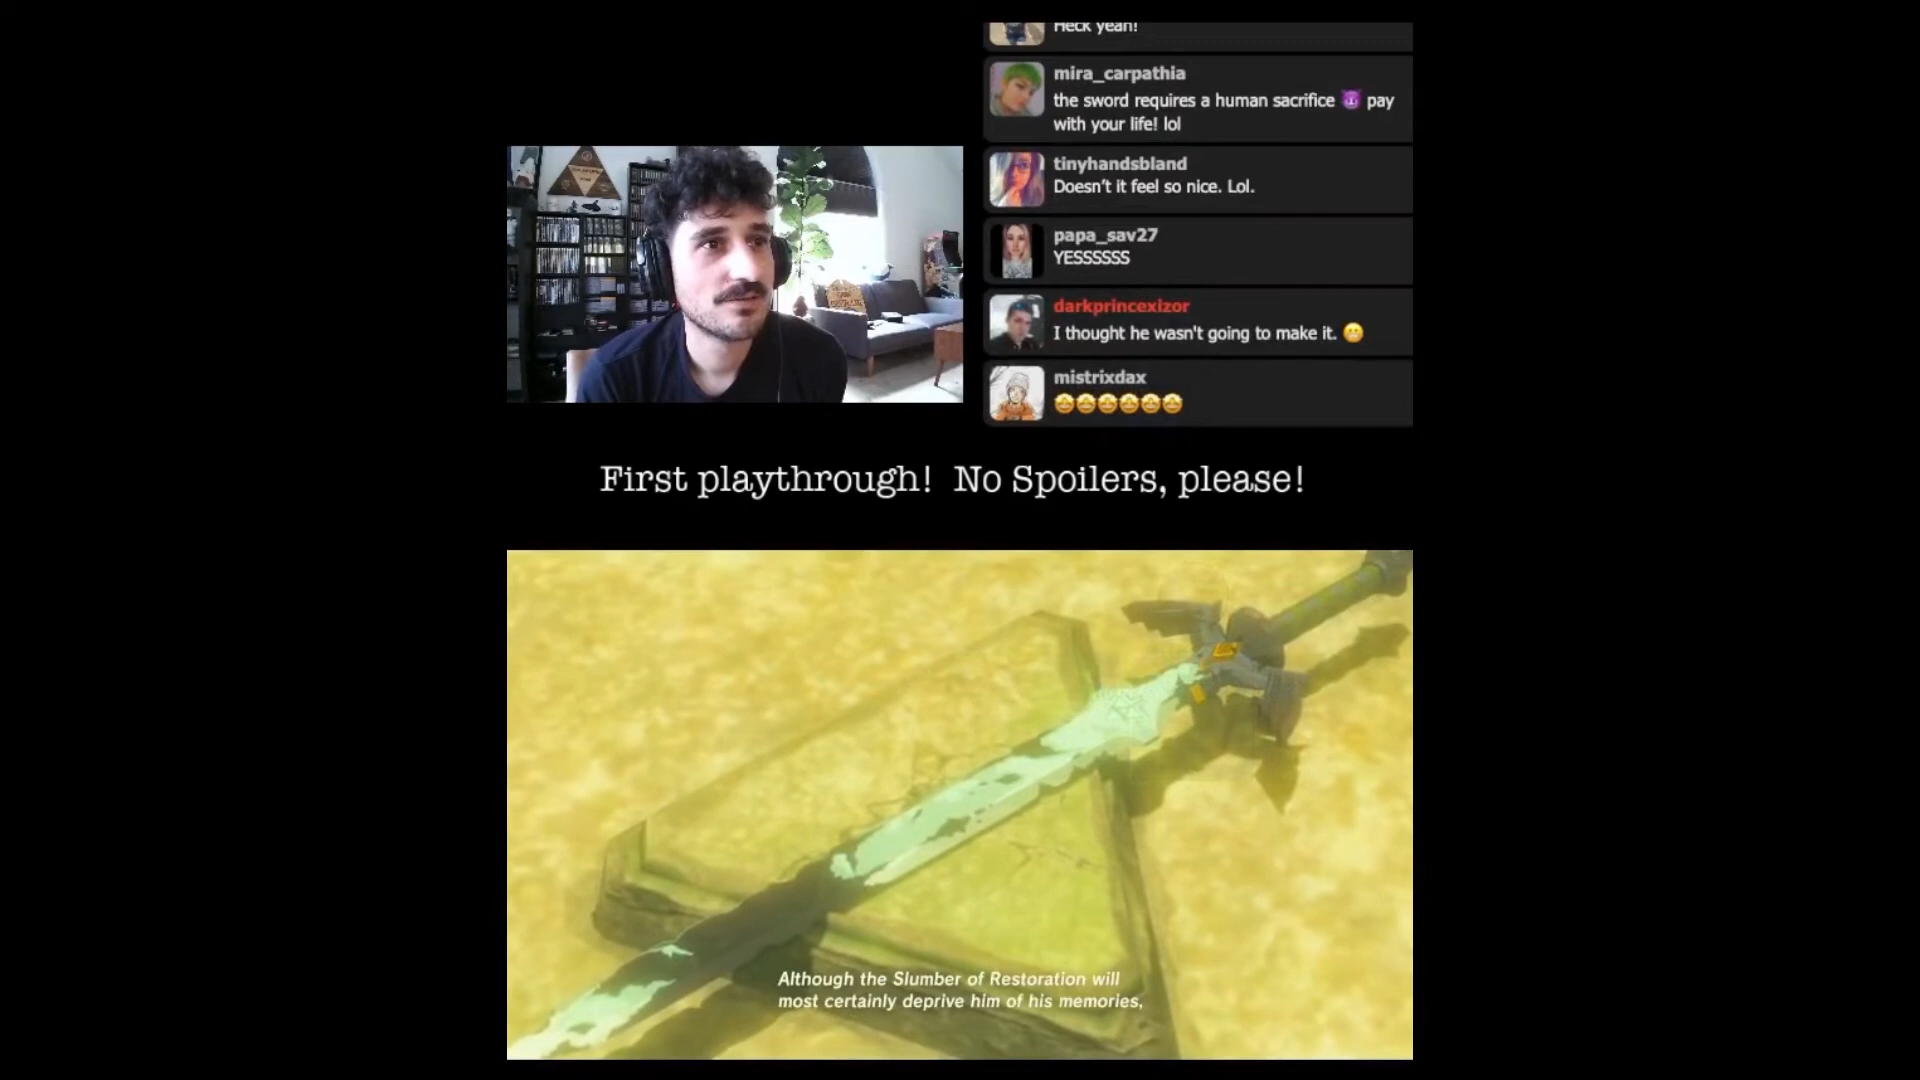 Heck yeah!
mira_carpathia
the sword requires a human sacrifice 😈 pay
with your life! lol
tinyhandsbland
Doesn't it feel so nice. Lol.
papa_sav27
YESSSSSS
darkprincexizor
I thought he wasn't going to make it. 😬
mistrixdax
🤩🤩🤩🤩🤩🤩
First playthrough! No Spoilers, please!
Although the Slumber of Restoration will
most certainly deprive him of his memories,